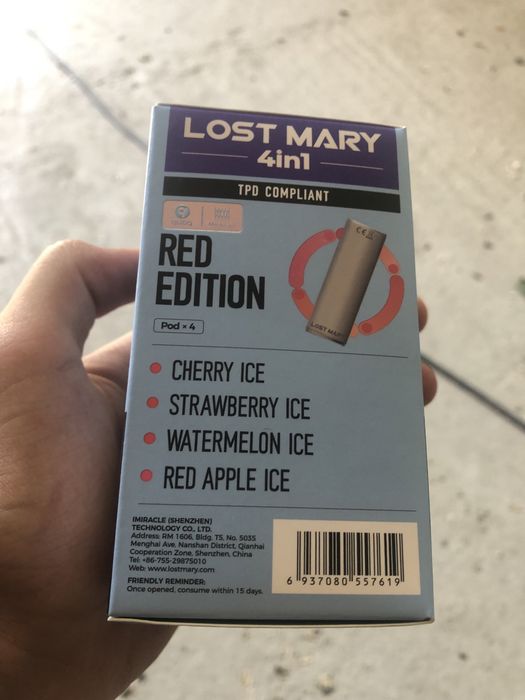 LOST MARY
4in1
TPD COMPLIANT
RED
EDITION
Pod × 4
LOST MARY
CHERRY ICE
STRAWBERRY ICE
WATERMELON ICE
RED APPLE ICE
IMIRACLE (SHENZHEN)
TECHNOLOGY CO., LTD.
Address: RM 1606, Bldg. T5, No. 5035
Menghai Ave, Nanshan District, Qianhai
Cooperation Zone, Shenzhen, China
Tel: +86-755-29875010
Web: www.lostmary.com
FRIENDLY REMINDER:
Once opened, consume within 15 days.
6 937080 557619